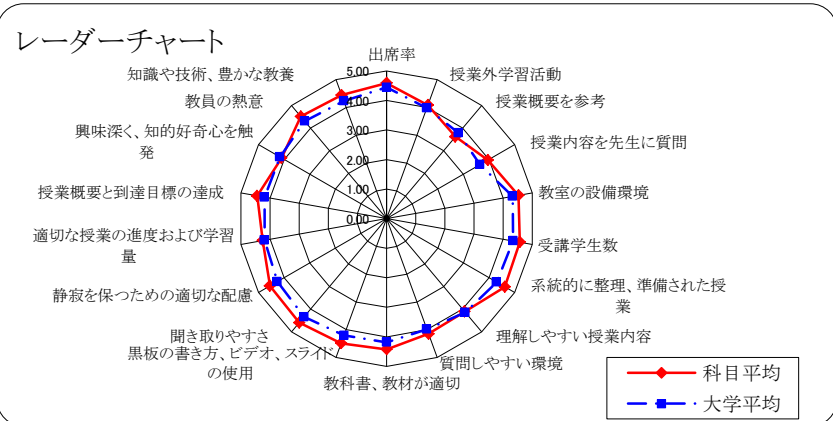 レーダーチャート
出席率
授業外学習活動
授業概要を参考
授業内容を先生に質問
教室の設備環境
受講学生数
系統的に整理、準備された授
業
理解しやすい授業内容
質問しやすい環境
教科書、教材が適切
黒板の書き方、ビデオ、スライド
の使用
聞き取りやすさ
静寂を保つための適切な配慮
適切な授業の進度および学習
量
授業概要と到達目標の達成
興味深く、知的好奇心を触
発
教員の熱意
知識や技術、豊かな教養
5.00
4.00
3.00
2.00
1.00
0.00
科目平均
大学平均